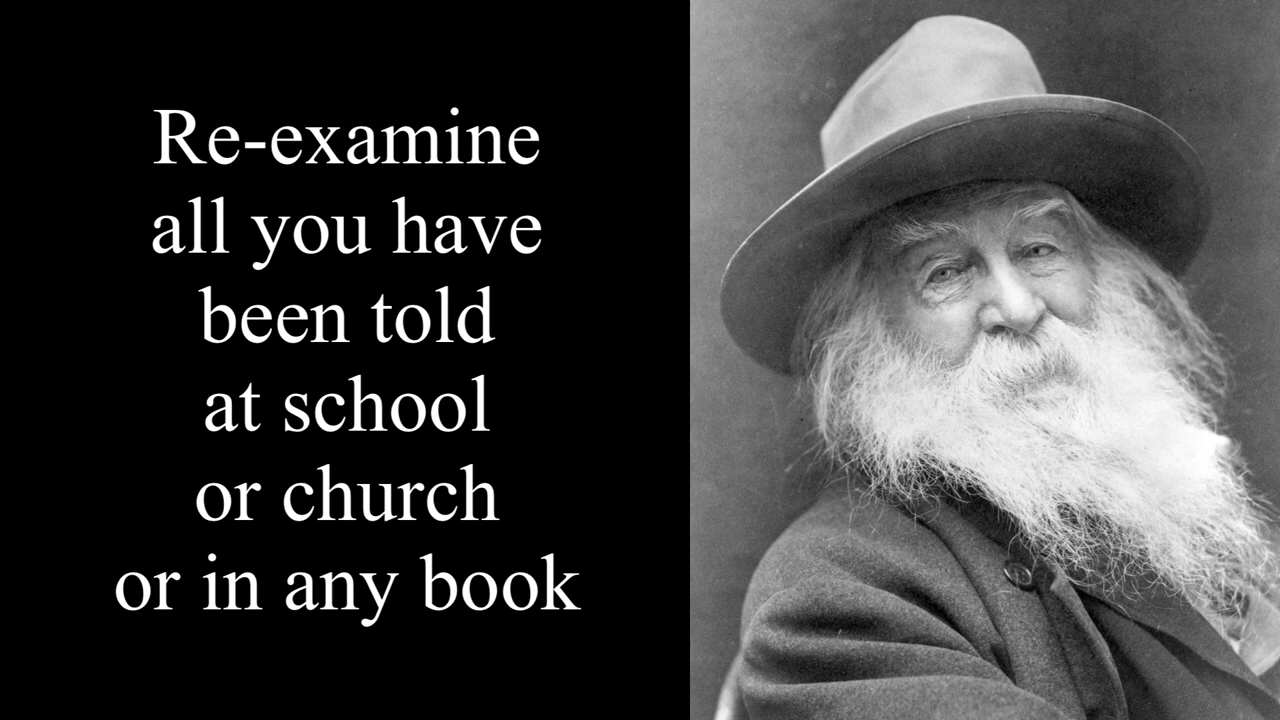 Re-examine
all you have
been told
at school
or church
or in any book